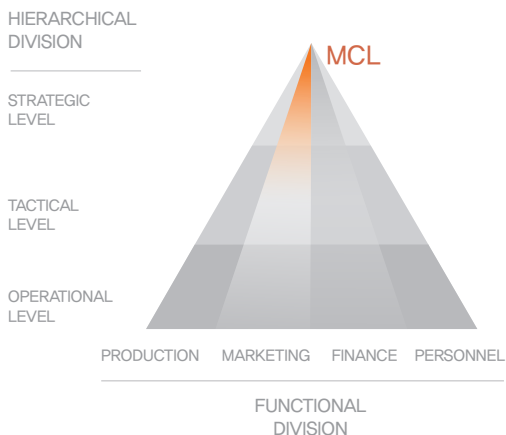 HIERARCHICAL
DIVISION
MCL
STRATEGIC
LEVEL
TACTICAL
LEVEL
OPERATIONAL
LEVEL
PRODUCTION MARKETING FINANCE PERSONNEL
FUNCTIONAL
DIVISION